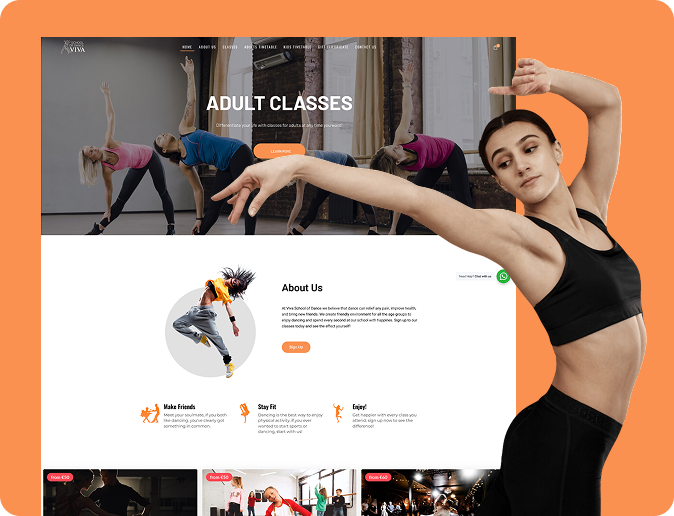 VIVA
HOME ABOUT US CLASSES ADULTS TIMETABLE KIDS TIMETABLE GIFT CERTIFICATE CONTACT US
ADULT CLASSES
Differentiate your life with classes for adults at any time you want!
LEARN MORE
Need Help? Chat with us
About Us
At Viva School of Dance we believe that dance can relief any pain, improve health,
and bring new friends. We create friendly environment for all the age groups to
enjoy dancing and spend every second at our school with happines. Sign up to our
classes today and see the effect yourself!
Sign Up
Make Friends
Meet your soulmate, if you both
like the dancing, you've clearly got
something in common.
Stay Fit
Dancing is the best way to enjoy
physical activity, if you ever
wanted to start sports or
dancing, start with us!
Enjoy!
Get happier with every class you
attend, sign up now to see the
difference!
from €50
from €50
from €60